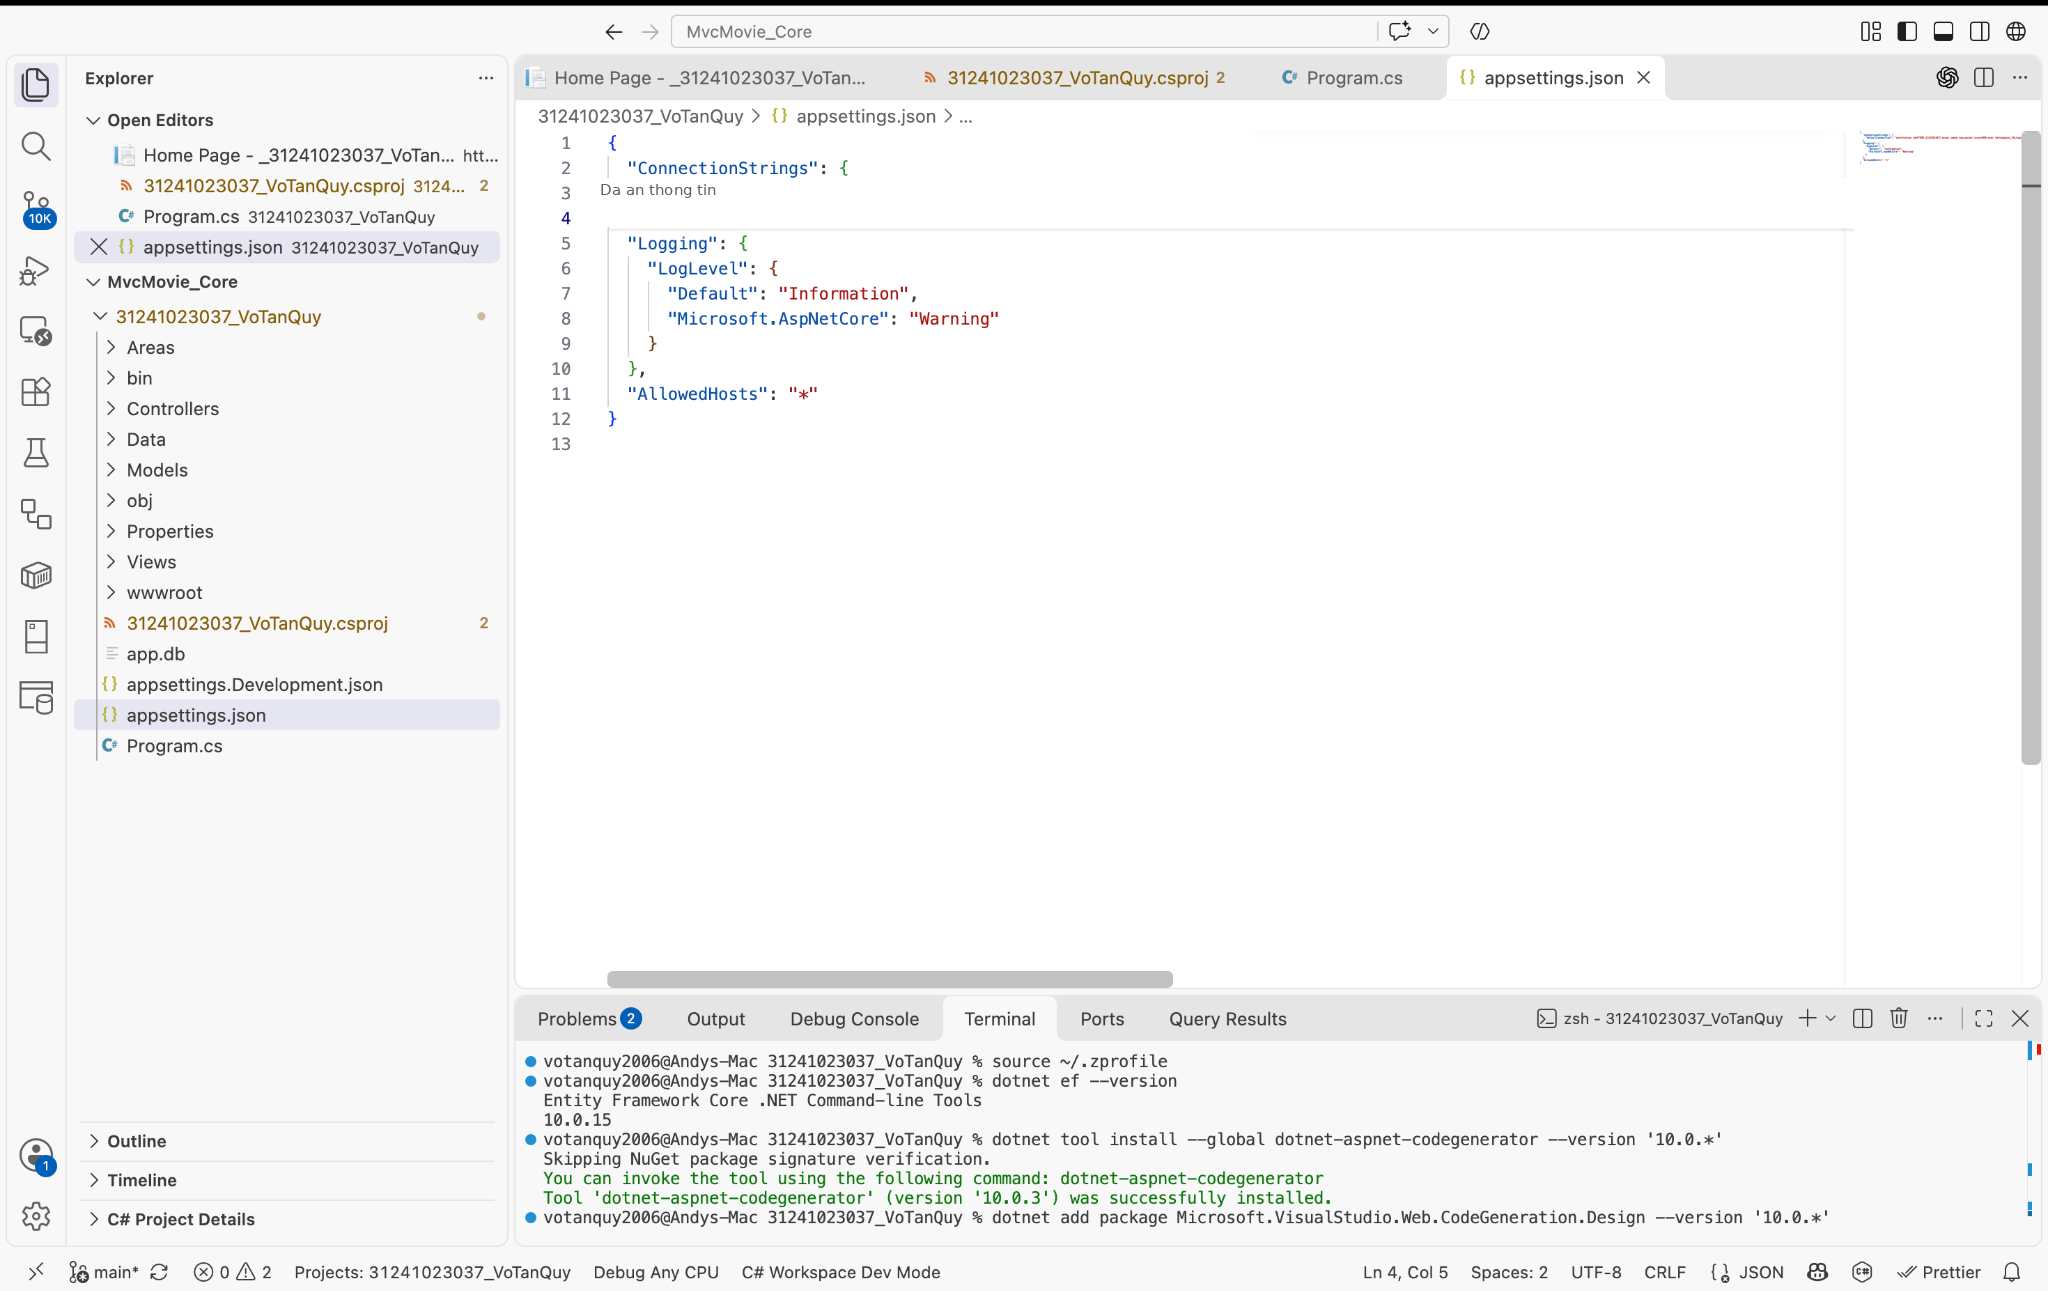 MvcMovie_Core
Explorer
Open Editors
Home Page - _31241023037_VoTan... htt...
31241023037_VoTanQuy.csproj 3124... 2
Program.cs 31241023037_VoTanQuy
appsettings.json 31241023037_VoTanQuy
MvcMovie_Core
31241023037_VoTanQuy
Areas
bin
Controllers
Data
Models
obj
Properties
Views
wwwroot
31241023037_VoTanQuy.csproj 2
app.db
appsettings.Development.json
appsettings.json
Program.cs
Outline
Timeline
C# Project Details
10K
1
Home Page - _31241023037_VoTan...
31241023037_VoTanQuy.csproj 2
Program.cs
appsettings.json
31241023037_VoTanQuy > {} appsettings.json > ...
1 {
2 "ConnectionStrings": {
3 Da an thong tin
4
5 "Logging": {
6 "LogLevel": {
7 "Default": "Information",
8 "Microsoft.AspNetCore": "Warning"
9 }
10 },
11 "AllowedHosts": "*"
12 }
13
Problems 2 Output Debug Console Terminal Ports Query Results
zsh - 31241023037_VoTanQuy
votanquy2006@Andys-Mac 31241023037_VoTanQuy % source ~/.zprofile
votanquy2006@Andys-Mac 31241023037_VoTanQuy % dotnet ef --version
Entity Framework Core .NET Command-line Tools
10.0.15
votanquy2006@Andys-Mac 31241023037_VoTanQuy % dotnet tool install --global dotnet-aspnet-codegenerator --version '10.0.*'
Skipping NuGet package signature verification.
You can invoke the tool using the following command: dotnet-aspnet-codegenerator
Tool 'dotnet-aspnet-codegenerator' (version '10.0.3') was successfully installed.
votanquy2006@Andys-Mac 31241023037_VoTanQuy % dotnet add package Microsoft.VisualStudio.Web.CodeGeneration.Design --version '10.0.*'
main* 0 2 Projects: 31241023037_VoTanQuy Debug Any CPU C# Workspace Dev Mode
Ln 4, Col 5 Spaces: 2 UTF-8 CRLF {} JSON Prettier